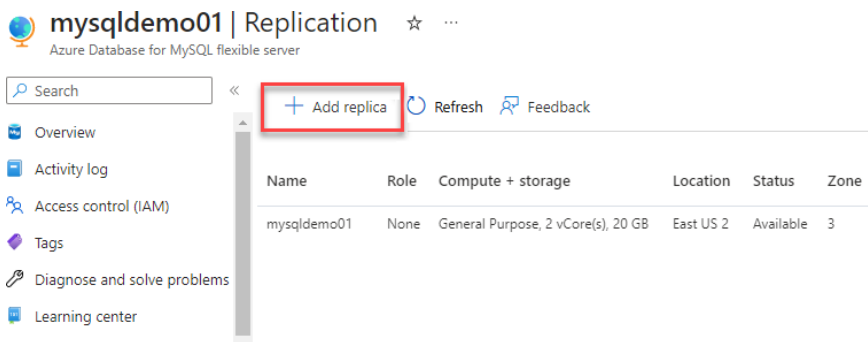 mysqldemo01 | Replication
Azure Database for MySQL flexible server
Search
Overview
Activity log
Access control (IAM)
Tags
Diagnose and solve problems
Learning center
Add replica Refresh Feedback
Name Role Compute + storage Location Status Zone
mysqldemo01 None General Purpose, 2 vCore(s), 20 GB East US 2 Available 3